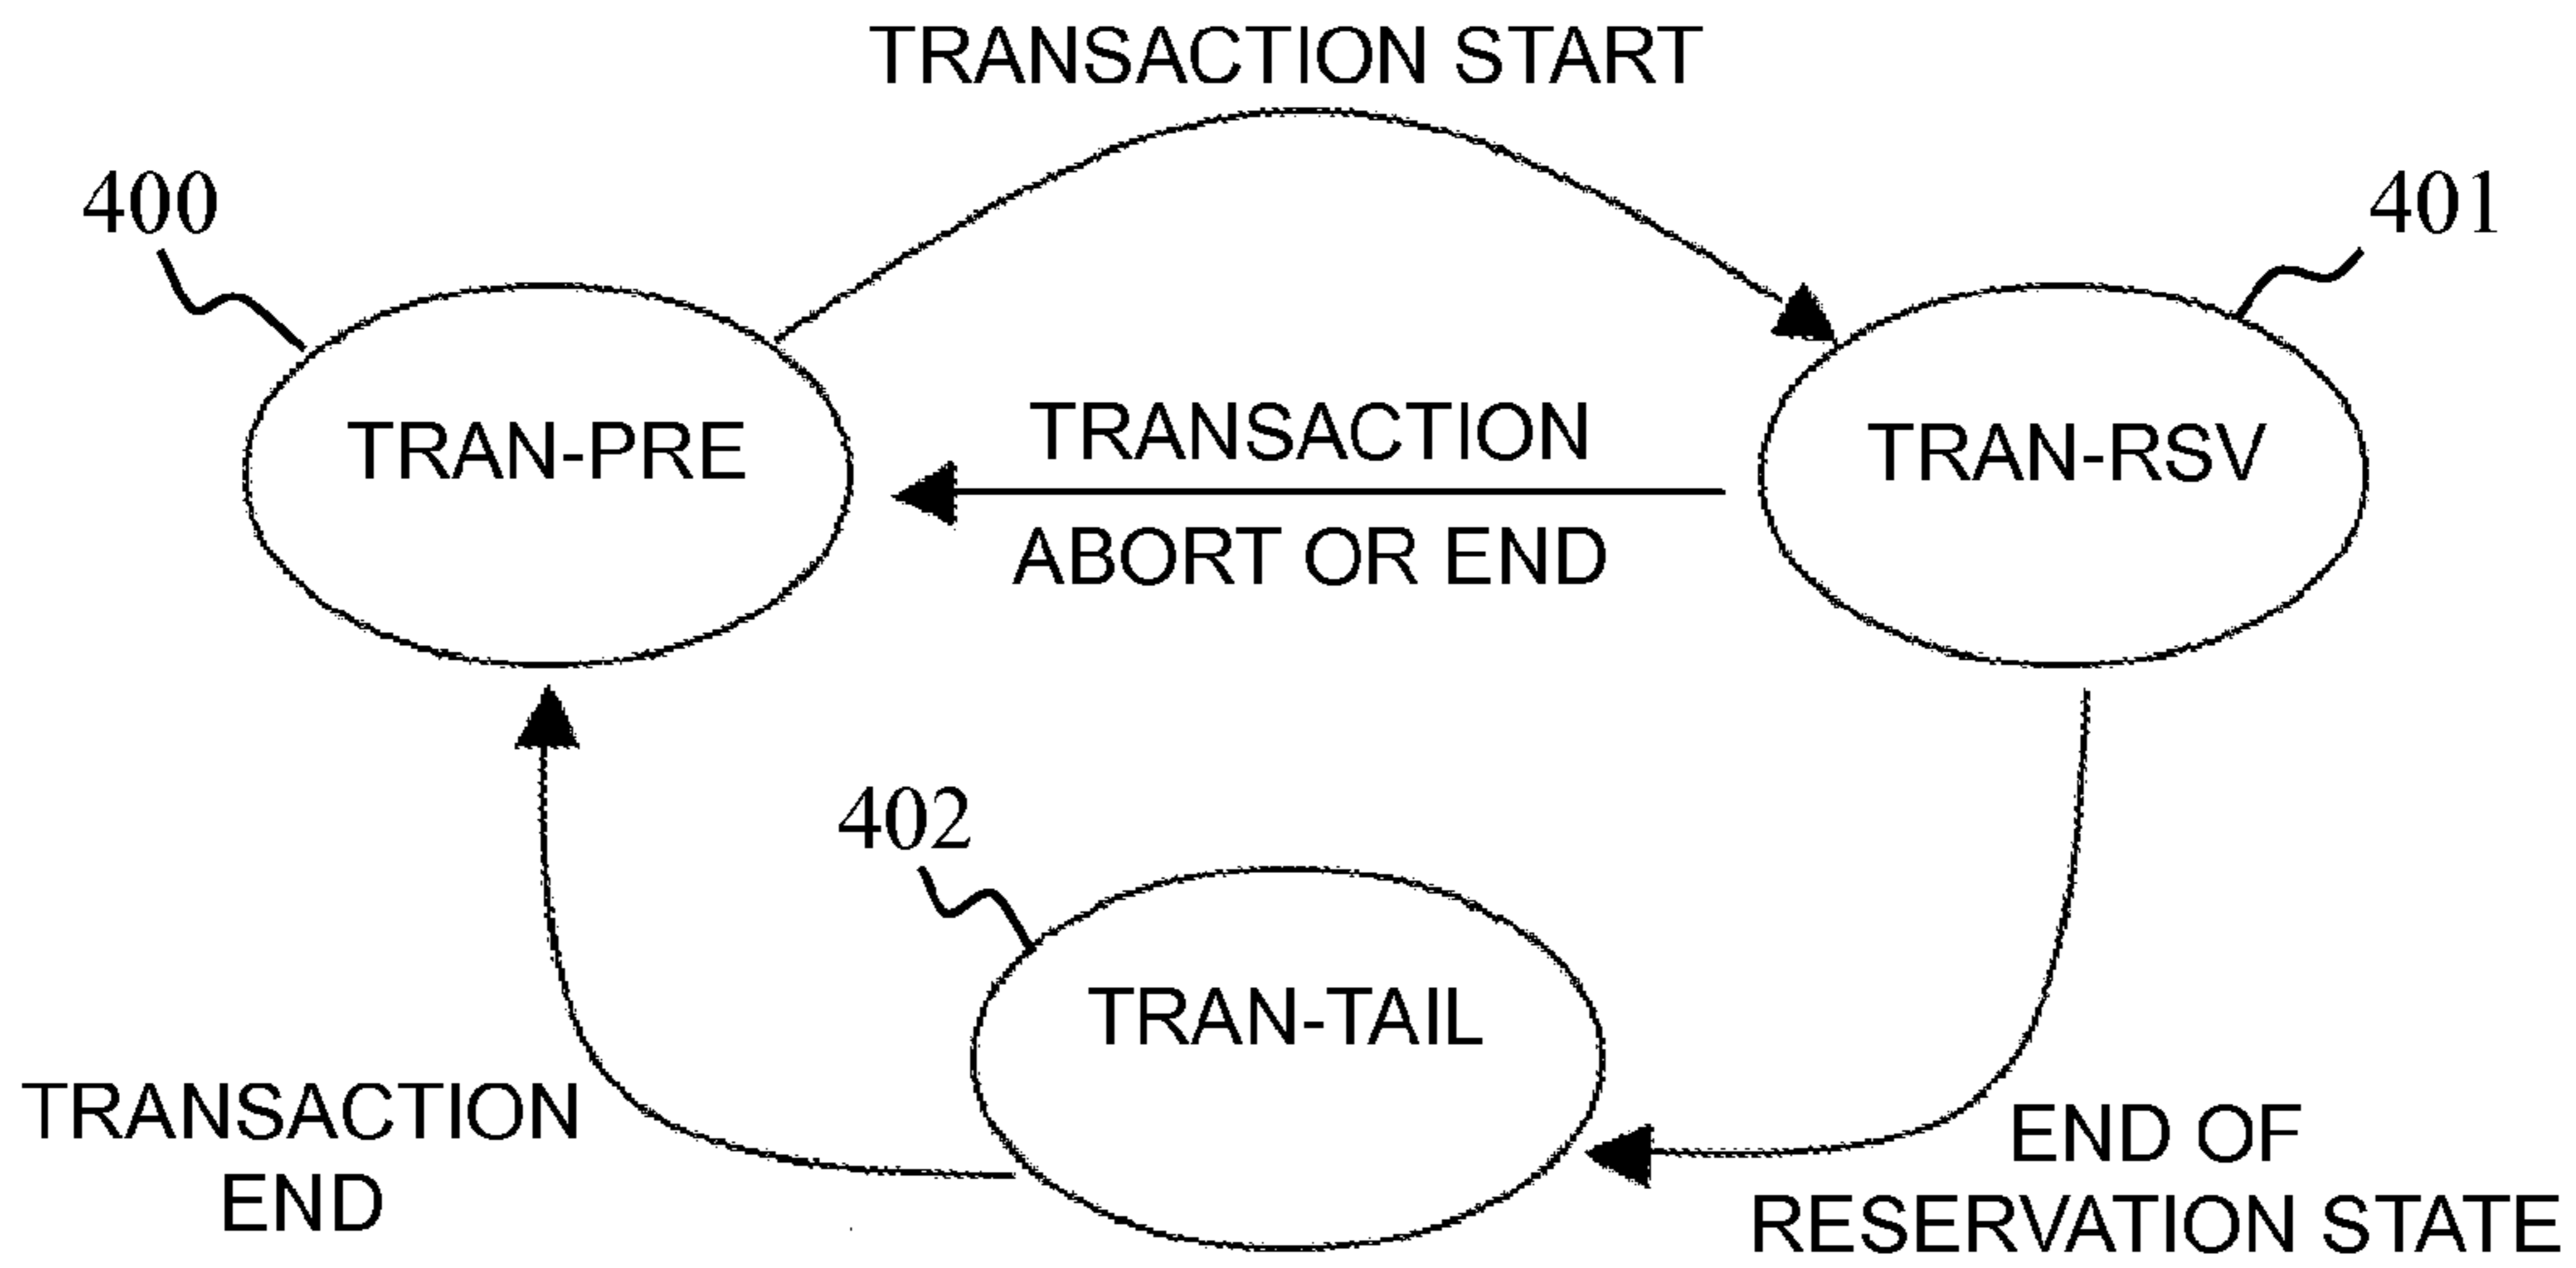 TRANSACTION START
400
401
TRAN-PRE
TRANSACTION
ABORT OR END
TRAN-RSV
402
TRAN-TAIL
TRANSACTION
END
END OF
RESERVATION STATE